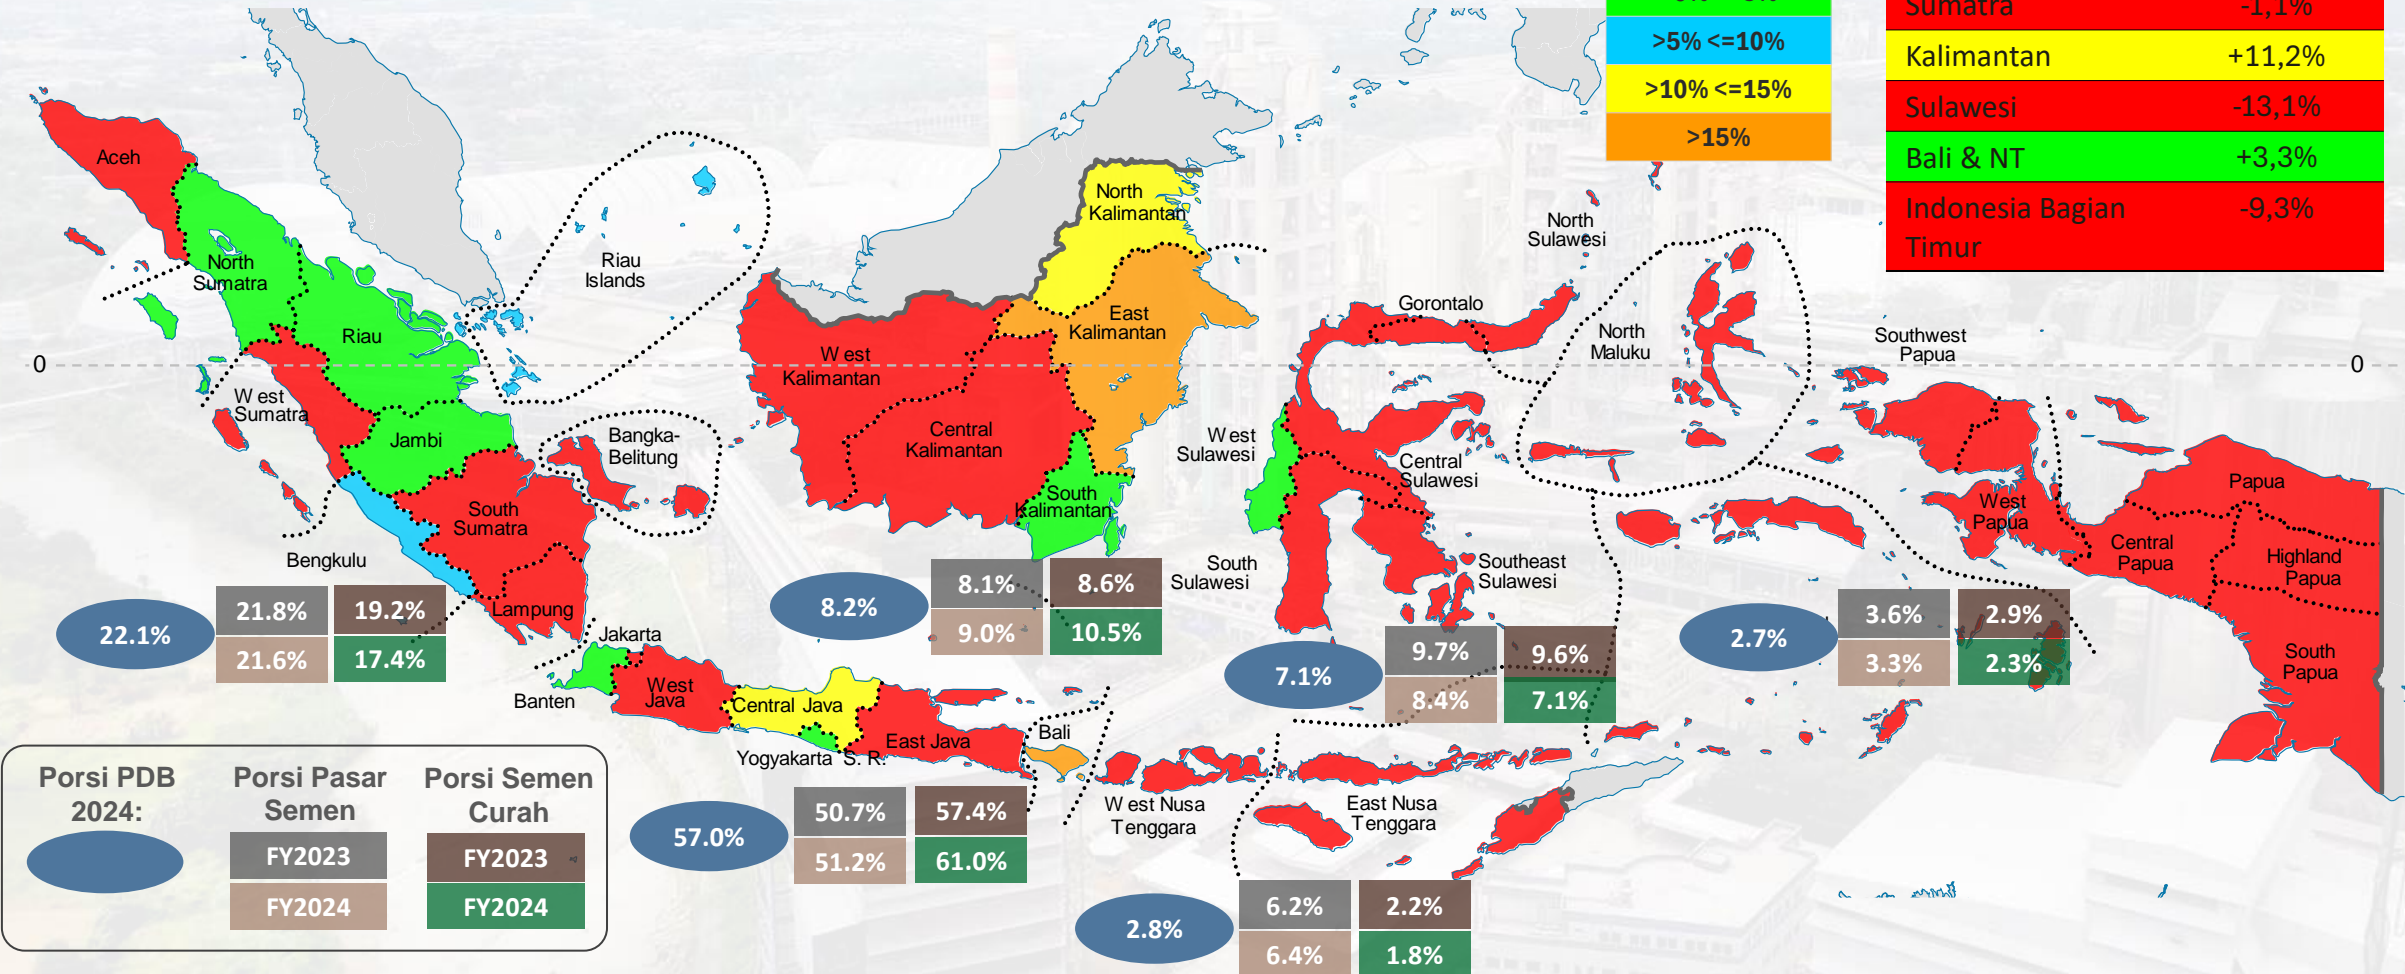 >5% <=10%
>10% <=15%
>15%
Sumatra -1,1%
Kalimantan +11,2%
Sulawesi -13,1%
Bali & NT +3,3%
Indonesia Bagian -9,3%
Timur
Aceh
North
Sumatra
Riau
Riau
Islands
West
Sumatra
Jambi
Bangka-
Belitung
South
Sumatra
Bengkulu
Lampung
North
Kalimantan
East
Kalimantan
West
Kalimantan
Central
Kalimantan
South
Kalimantan
North
Sulawesi
Gorontalo
West
Sulawesi
Central
Sulawesi
South
Sulawesi
Southeast
Sulawesi
North
Maluku
Southwest
Papua
West
Papua
Papua
Central
Papua
Highland
Papua
South
Papua
0
0
Jakarta
Banten
West
Java
Central Java
Yogyakarta S. R.
East Java
Bali
West Nusa
Tenggara
East Nusa
Tenggara
22.1%
21.8% 19.2%
21.6% 17.4%
8.2%
8.1% 8.6%
9.0% 10.5%
7.1%
9.7% 9.6%
8.4% 7.1%
2.7%
3.6% 2.9%
3.3% 2.3%
57.0%
50.7% 57.4%
51.2% 61.0%
2.8%
6.2% 2.2%
6.4% 1.8%
Porsi PDB
2024:
Porsi Pasar
Semen
FY2023
FY2024
Porsi Semen
Curah
FY2023
FY2024